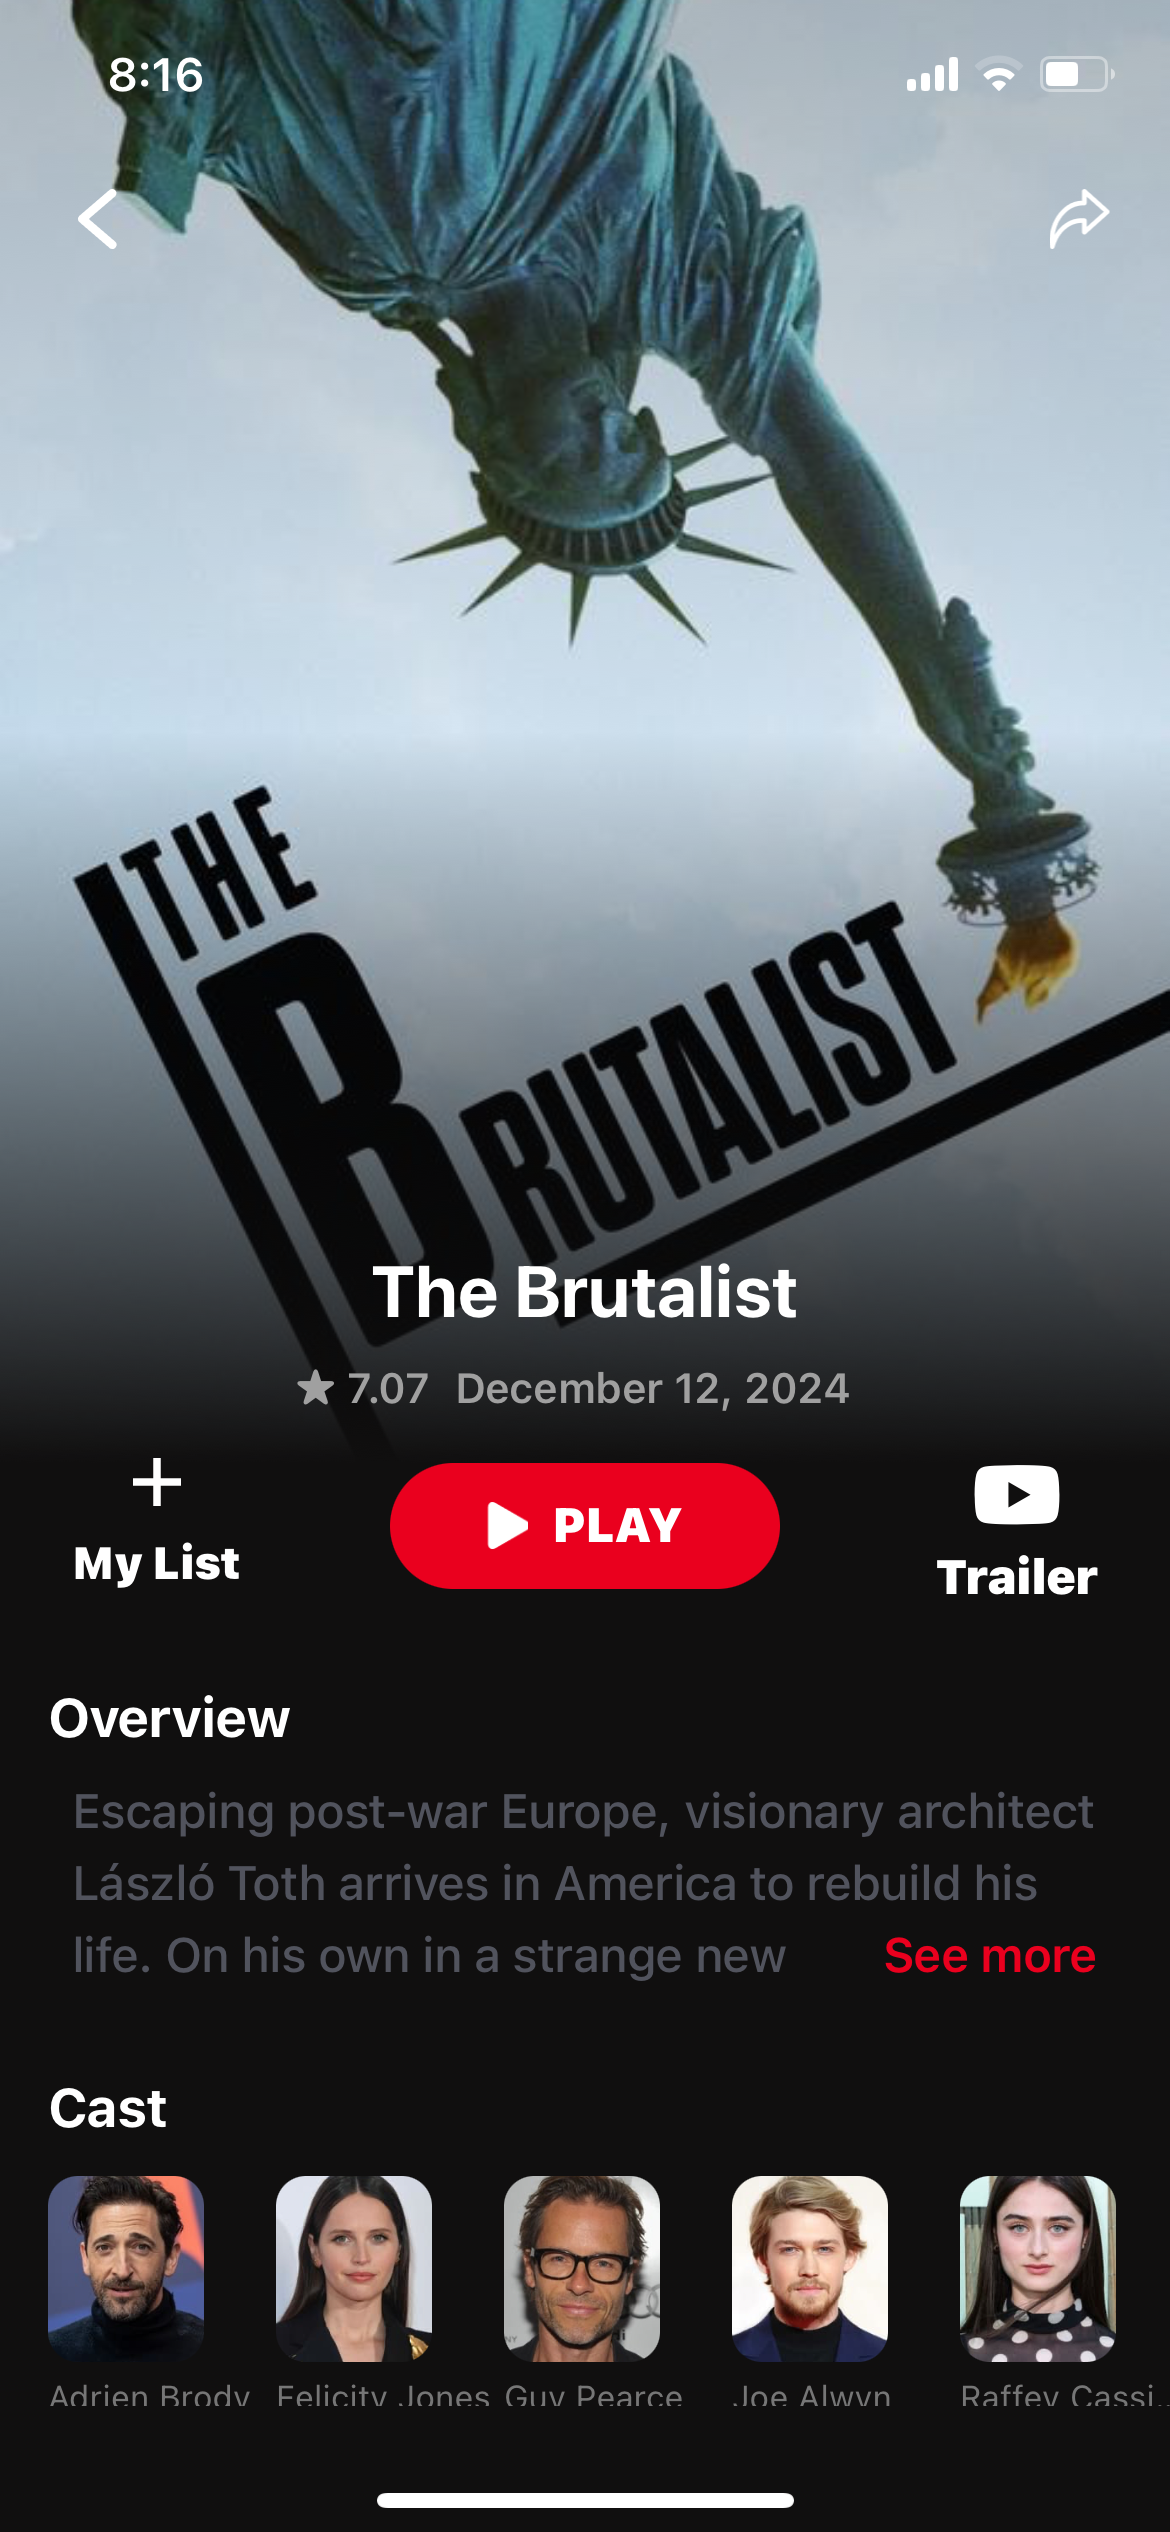 8:16
THE
BRUTALIST
The Brutalist
7.07 December 12, 2024
My List
PLAY
Trailer
Overview
Escaping post-war Europe, visionary architect
László Toth arrives in America to rebuild his
life. On his own in a strange new See more
Cast
Adrien Brody Felicity Jones Guy Pearce Joe Alwyn Raffey Cassi...